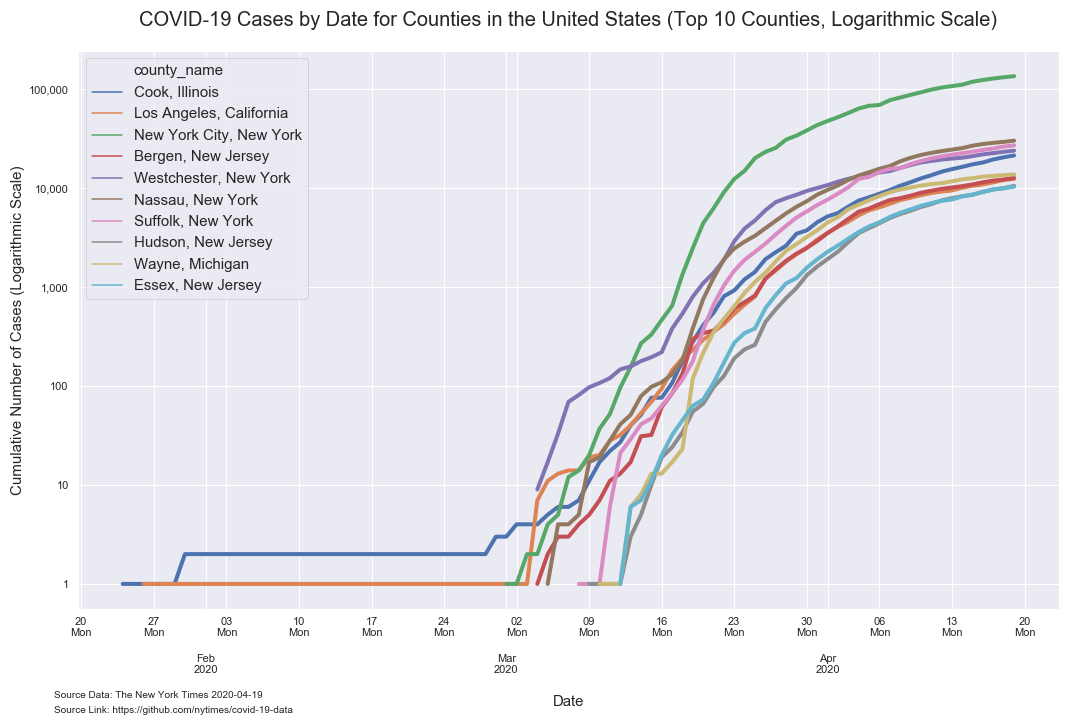 COVID-19 Cases by Date for Counties in the United States (Top 10 Counties, Logarithmic Scale)
Cumulative Number of Cases (Logarithmic Scale)
100,000
10,000
1,000
100
10
1
county_name
Cook, Illinois
Los Angeles, California
New York City, New York
Bergen, New Jersey
Westchester, New York
Nassau, New York
Suffolk, New York
Hudson, New Jersey
Wayne, Michigan
Essex, New Jersey
20 27 03 10 17 24 02 09 16 23 30 06 13 20
Mon Mon Mon Mon Mon Mon Mon Mon Mon Mon Mon Mon Mon Mon
Feb Mar Apr
2020 2020 2020
Date
Source Data: The New York Times 2020-04-19
Source Link: https://github.com/nytimes/covid-19-data